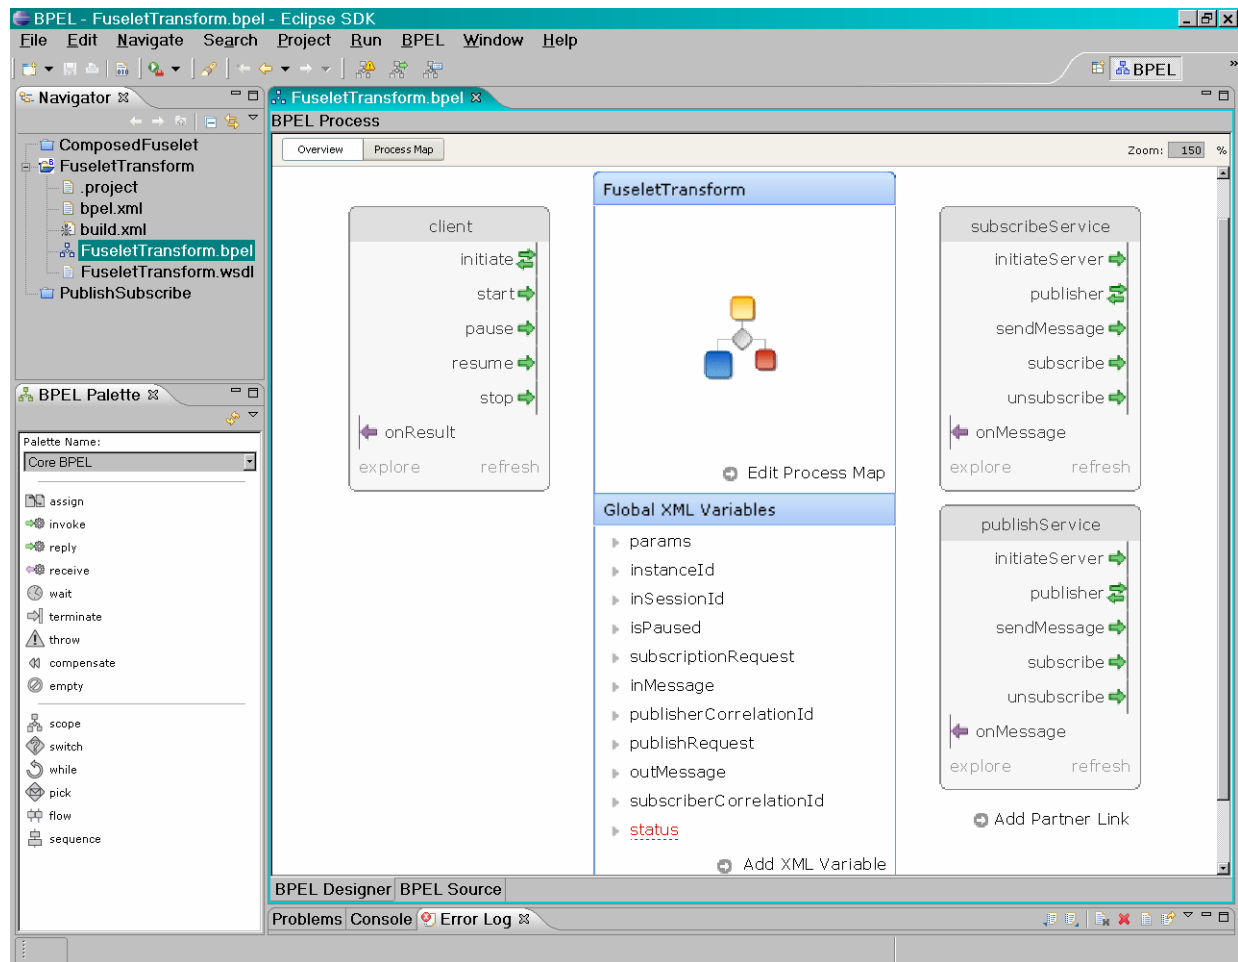 BPEL - FuseletTransform.bpel - Eclipse SDK
File Edit Navigate Search Project Run BPEL Window Help
BPEL
Navigator
ComposedFuselet
FuseletTransform
.project
bpel.xml
build.xml
FuseletTransform.bpel
FuseletTransform.wsdl
PublishSubscribe
BPEL Palette
Palette Name:
Core BPEL
assign
invoke
reply
receive
wait
terminate
throw
compensate
empty
scope
switch
while
pick
flow
sequence
FuseletTransform.bpel
BPEL Process
Overview Process Map Zoom: 150 %
client
initiate
start
pause
resume
stop
onResult
explore refresh
FuseletTransform
Edit Process Map
Global XML Variables
params
instanceId
inSessionId
isPaused
subscriptionRequest
inMessage
publisherCorrelationId
publishRequest
outMessage
subscriberCorrelationId
status
Add XML Variable
subscribeService
initiateServer
publisher
sendMessage
subscribe
unsubscribe
onMessage
explore refresh
publishService
initiateServer
publisher
sendMessage
subscribe
unsubscribe
onMessage
explore refresh
Add Partner Link
BPEL Designer BPEL Source
Problems Console Error Log